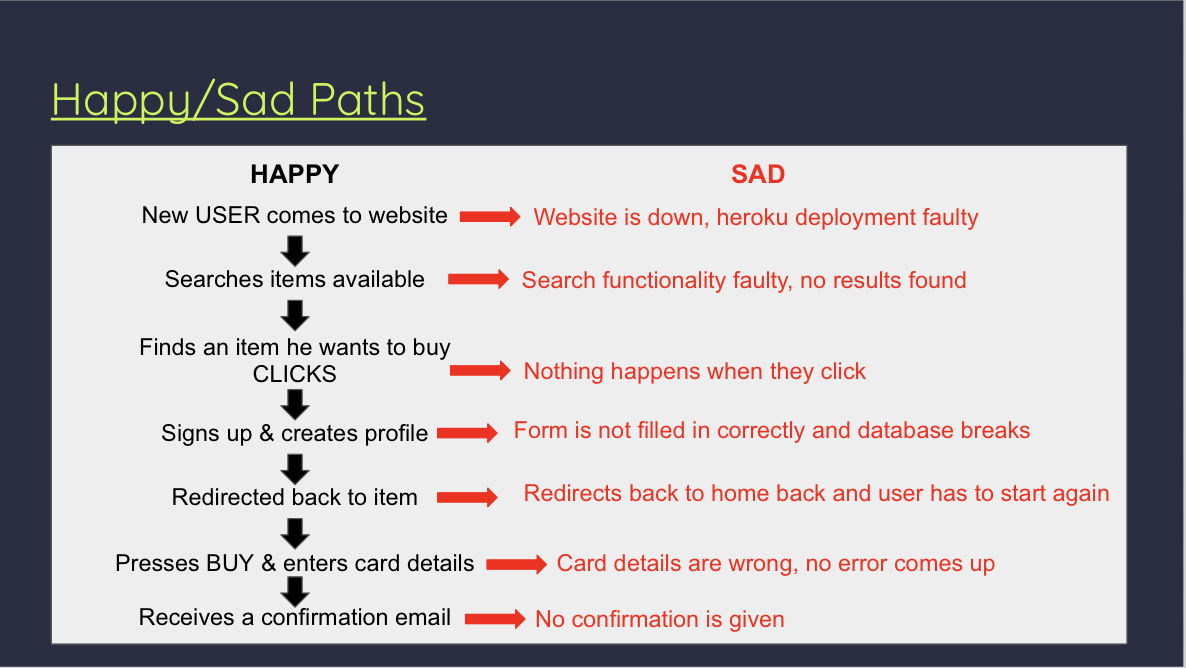 Happy/Sad Paths
HAPPY
SAD
New USER comes to website
Website is down, heroku deployment faulty
Searches items available
Search functionality faulty, no results found
Finds an item he wants to buy
CLICKS
Nothing happens when they click
Signs up & creates profile
Form is not filled in correctly and database breaks
Redirected back to item
Redirects back to home back and user has to start again
Presses BUY & enters card details
Card details are wrong, no error comes up
Receives a confirmation email
No confirmation is given